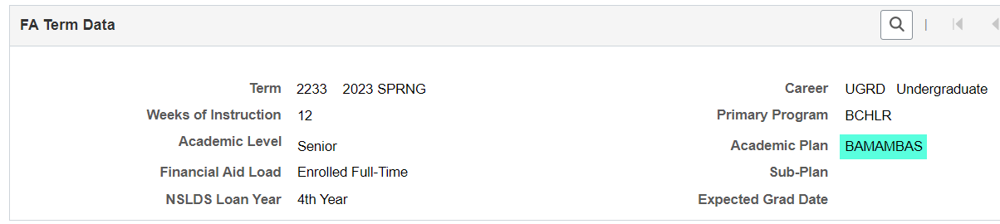 FA Term Data
Term 2233 2023 SPRNG Career UGRD Undergraduate
Weeks of Instruction 12 Primary Program BCHLR
Academic Level Senior Academic Plan BAMAMBAS
Financial Aid Load Enrolled Full-Time Sub-Plan
NSLDS Loan Year 4th Year Expected Grad Date